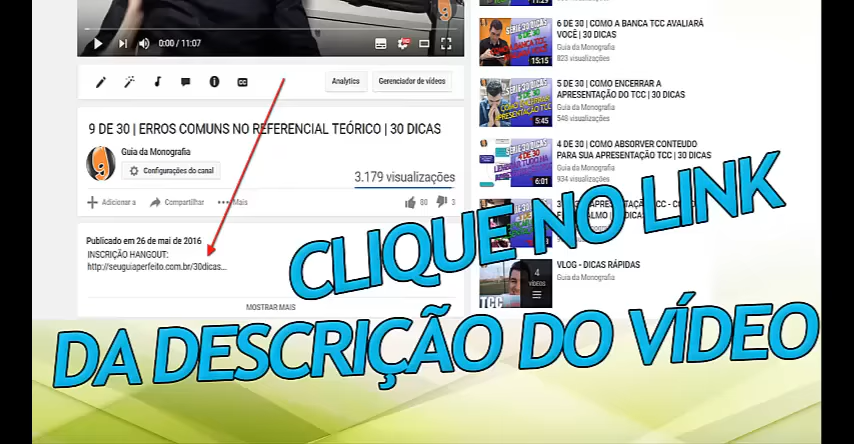 0:00 / 11:07
Analytics
Gerenciador de vídeos
9 DE 30 | ERROS COMUNS NO REFERENCIAL TEÓRICO | 30 DICAS
Guia da Monografia
Configurações do canal
3.179 visualizações
Adicionar a
Compartilhar
Mais
80
3
Publicado em 26 de mai de 2016
INSCRIÇÃO HANGOUT:
http://seuguiaperfeito.com.br/30dicas...
MOSTRAR MAIS
6 DE 30 | COMO A BANCA TCC AVALIARÁ
VOCÊ | 30 DICAS
Guia da Monografia
823 visualizações
15:15
5 DE 30 | COMO ENCERRAR A
APRESENTAÇÃO DO TCC | 30 DICAS
Guia da Monografia
548 visualizações
5:45
4 DE 30 | COMO ABSORVER CONTEUDO
PARA SUA APRESENTAÇÃO TCC | 30 DICAS
Guia da Monografia
934 visualizações
6:01
VLOG - DICAS RÁPIDAS
Guia da Monografia
4
VÍDEOS
TCC
CLIQUE NO LINK
DA DESCRIÇÃO DO VÍDEO